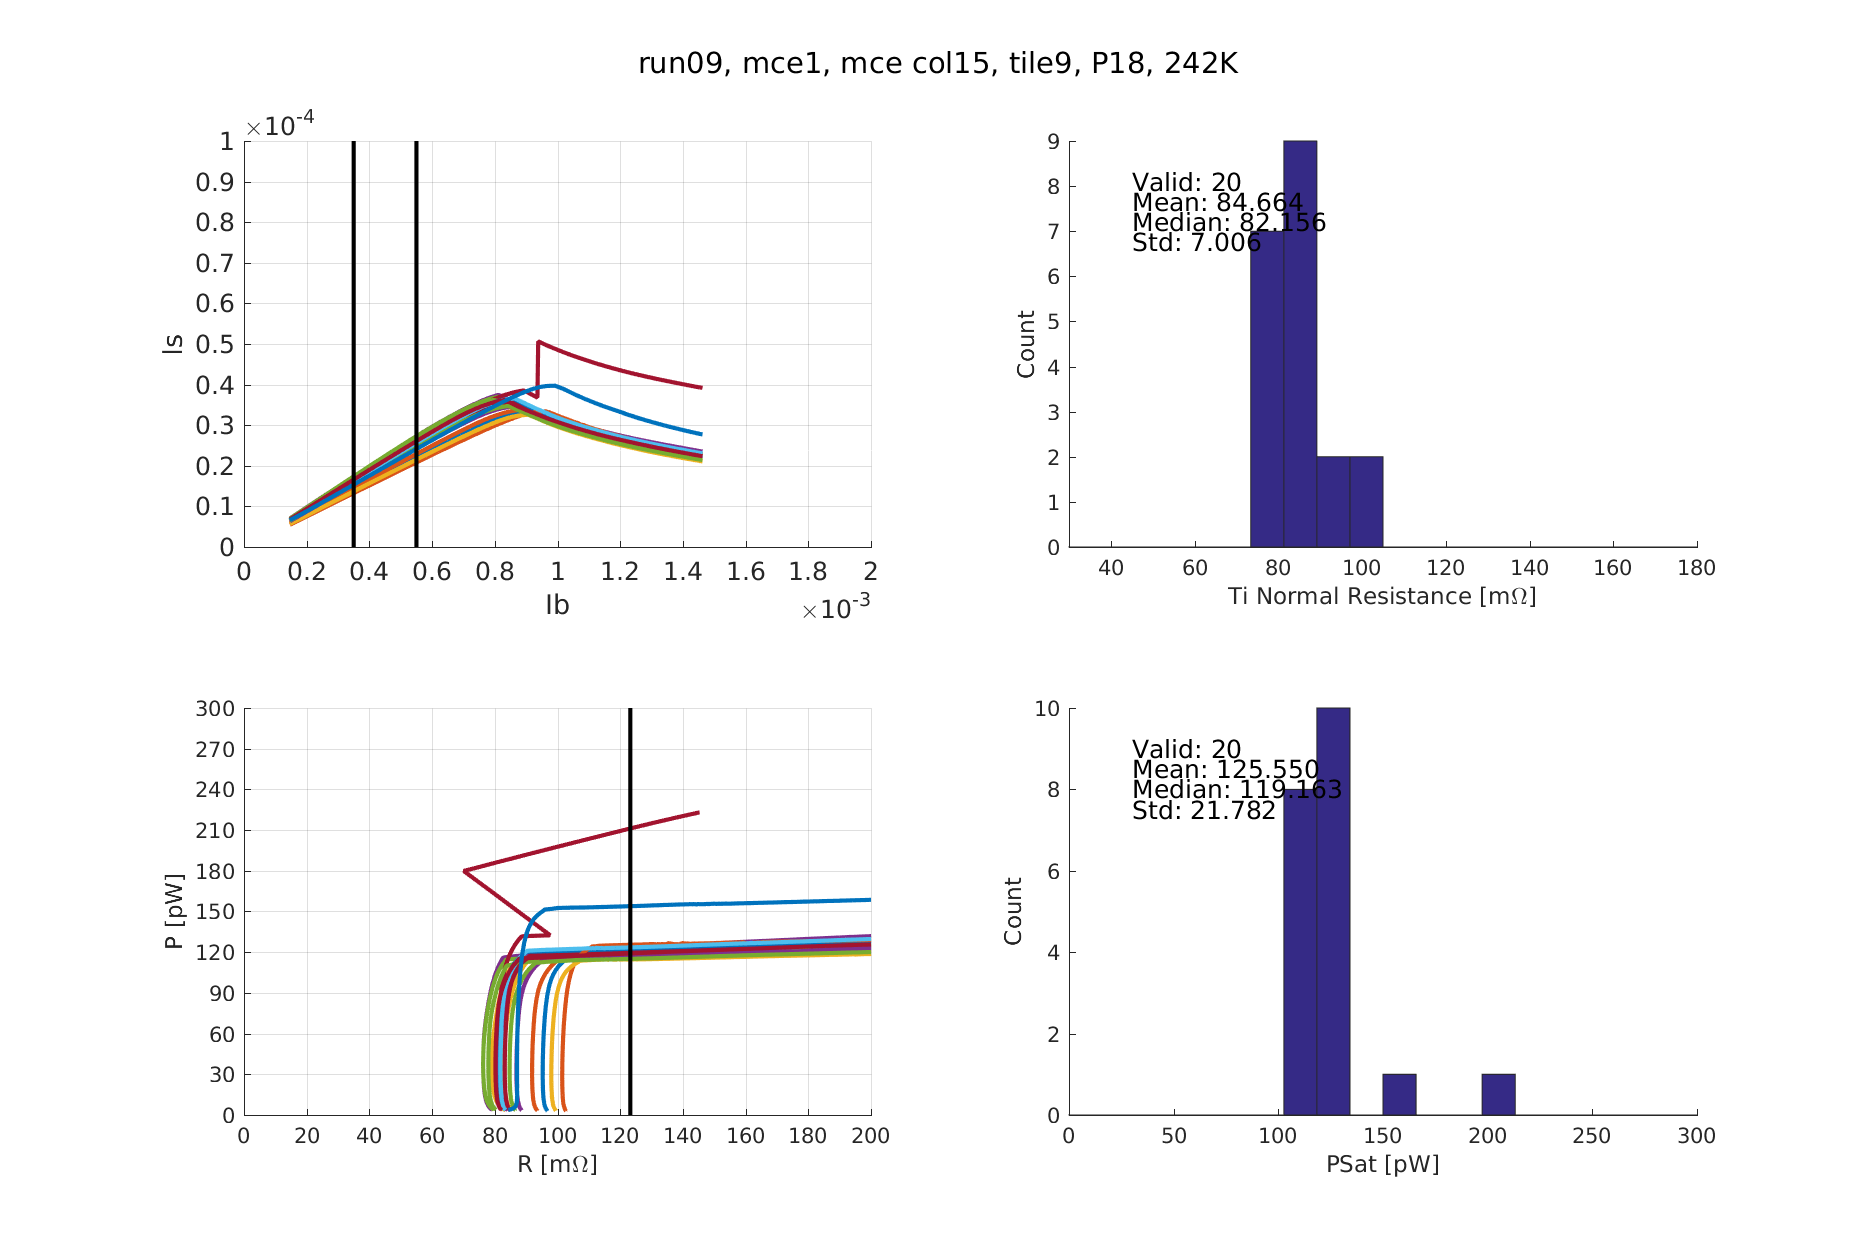 run09, mce1, mce col15, tile9, P18, 242K
×10-4
1
0.9
0.8
0.7
0.6
0.5
0.4
0.3
0.2
0.1
0
Is
0 0.2 0.4 0.6 0.8 1 1.2 1.4 1.6 1.8 2
Ib
×10-3
9
8
7
6
5
4
3
2
1
0
Count
Valid: 20
Mean: 84.664
Median: 82.156
Std: 7.006
40 60 80 100 120 140 160 180
Ti Normal Resistance [mΩ]
300
270
240
210
180
150
120
90
60
30
0
P [pW]
0 20 40 60 80 100 120 140 160 180 200
R [mΩ]
10
8
6
4
2
0
Count
Valid: 20
Mean: 125.550
Median: 119.163
Std: 21.782
0 50 100 150 200 250 300
PSat [pW]